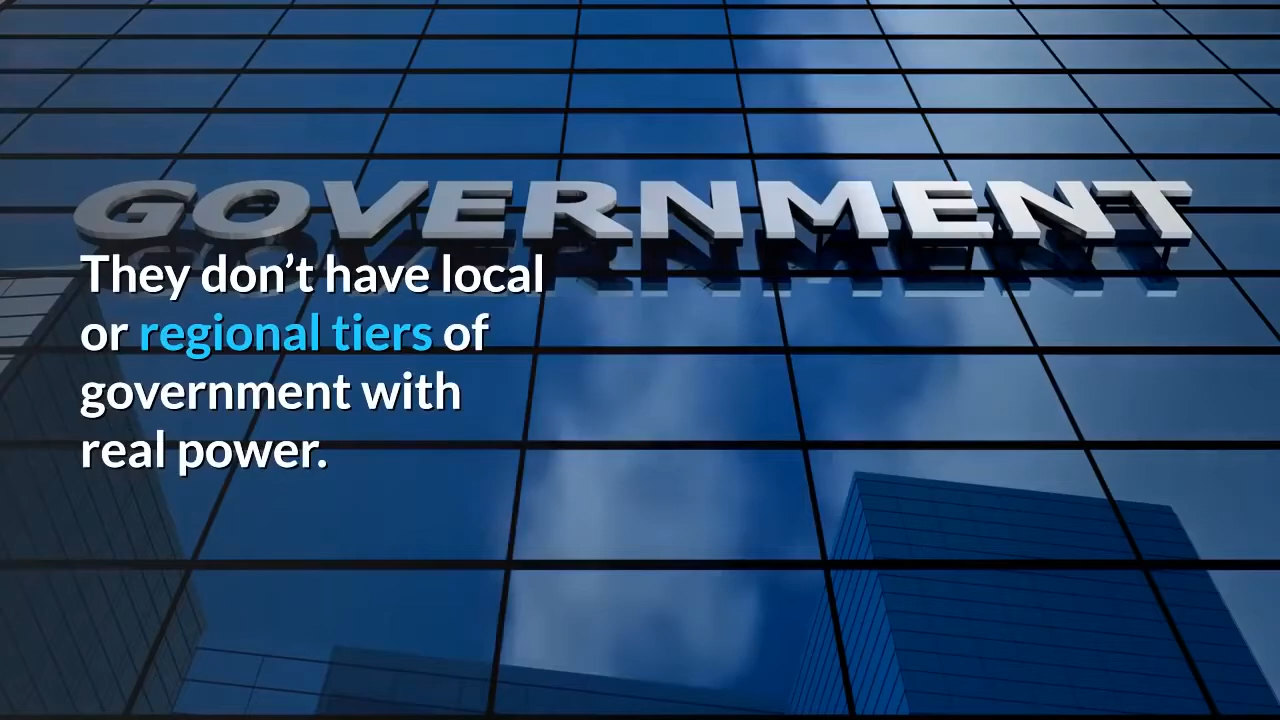 GOVERNMENT
They don’t have local
or regional tiers of
government with
real power.